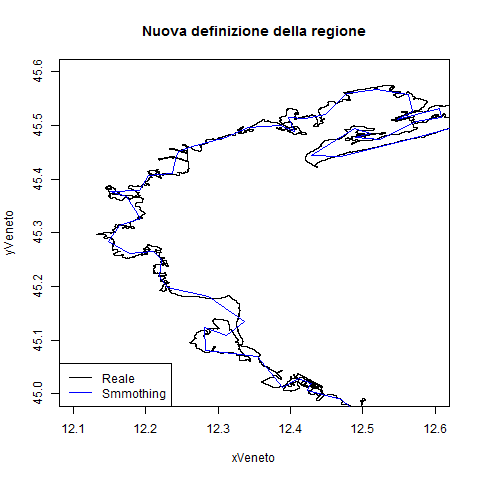 Nuova definizione della regione
45.6
45.5
45.4
45.3
45.2
45.1
45.0
yVeneto
Reale
Smmothing
12.1 12.2 12.3 12.4 12.5 12.6
xVeneto